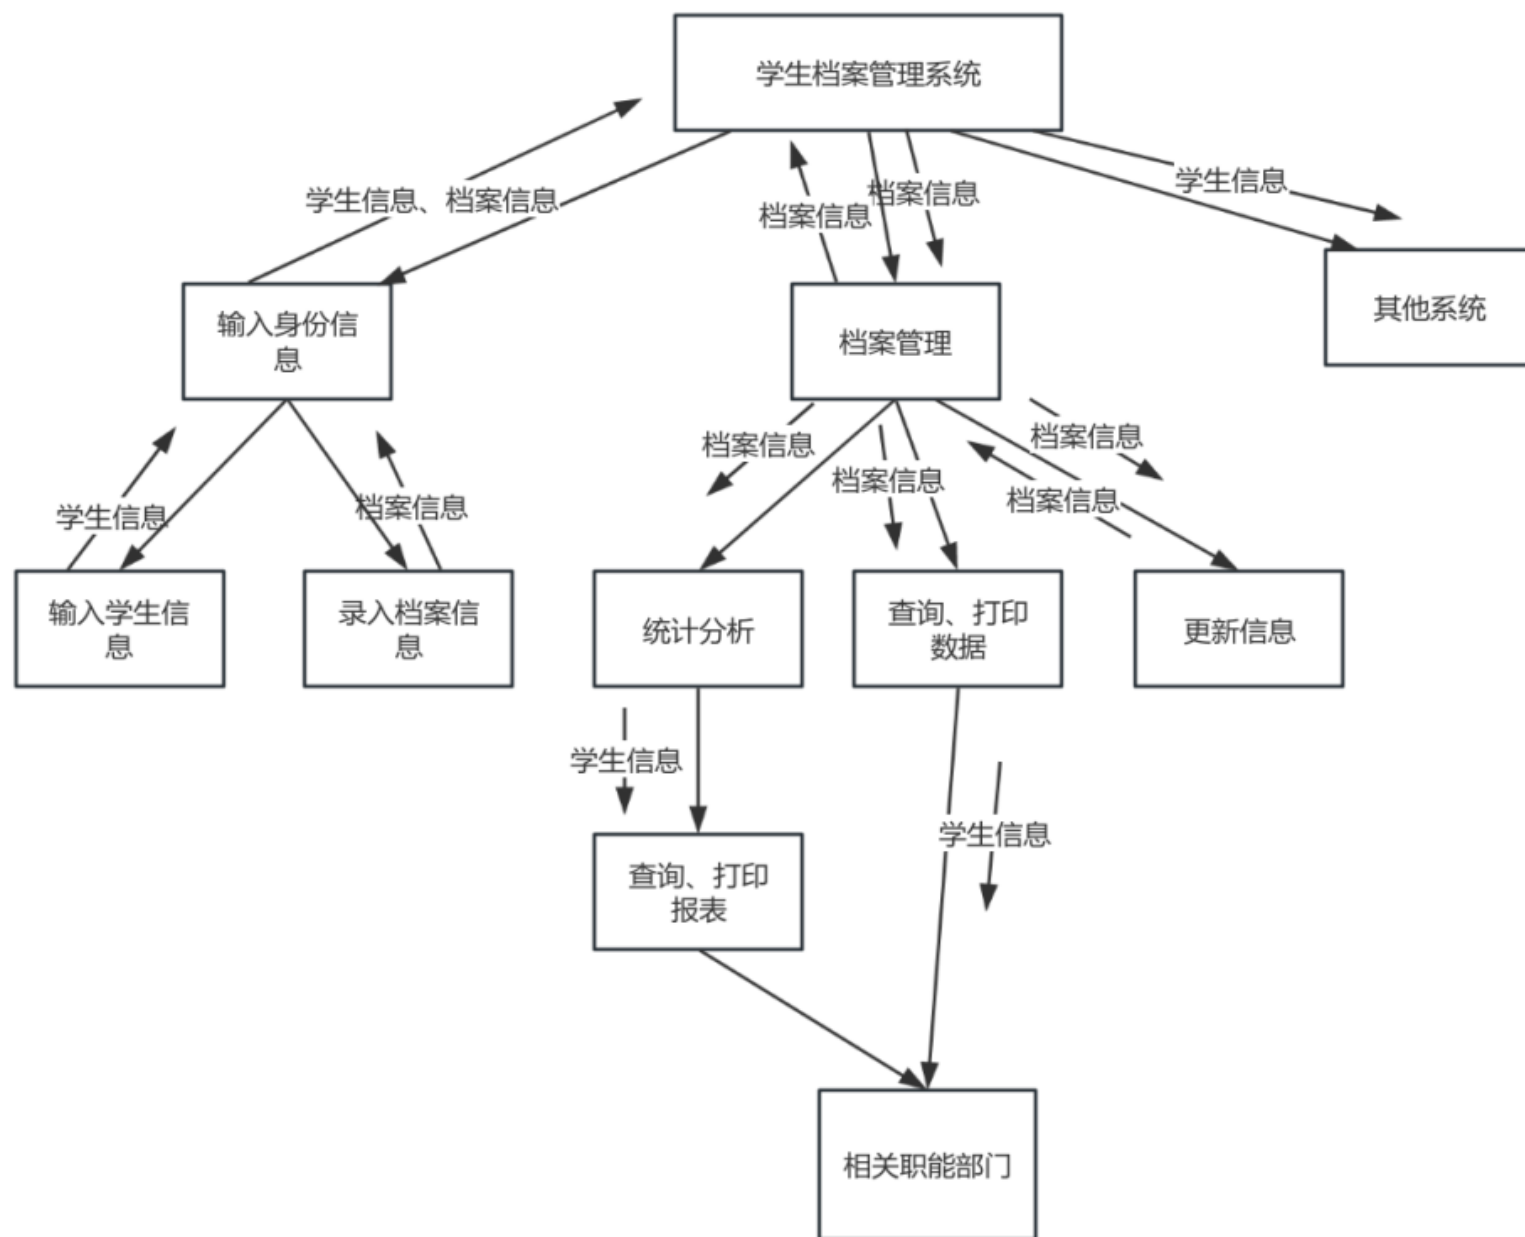 学生档案管理系统
学生信息、档案信息
档案信息
档案信息
学生信息
输入身份信
息
档案管理
其他系统
学生信息
档案信息
档案信息
档案信息
档案信息
档案信息
输入学生信
息
录入档案信
息
统计分析
查询、打印
数据
更新信息
学生信息
学生信息
查询、打印
报表
相关职能部门